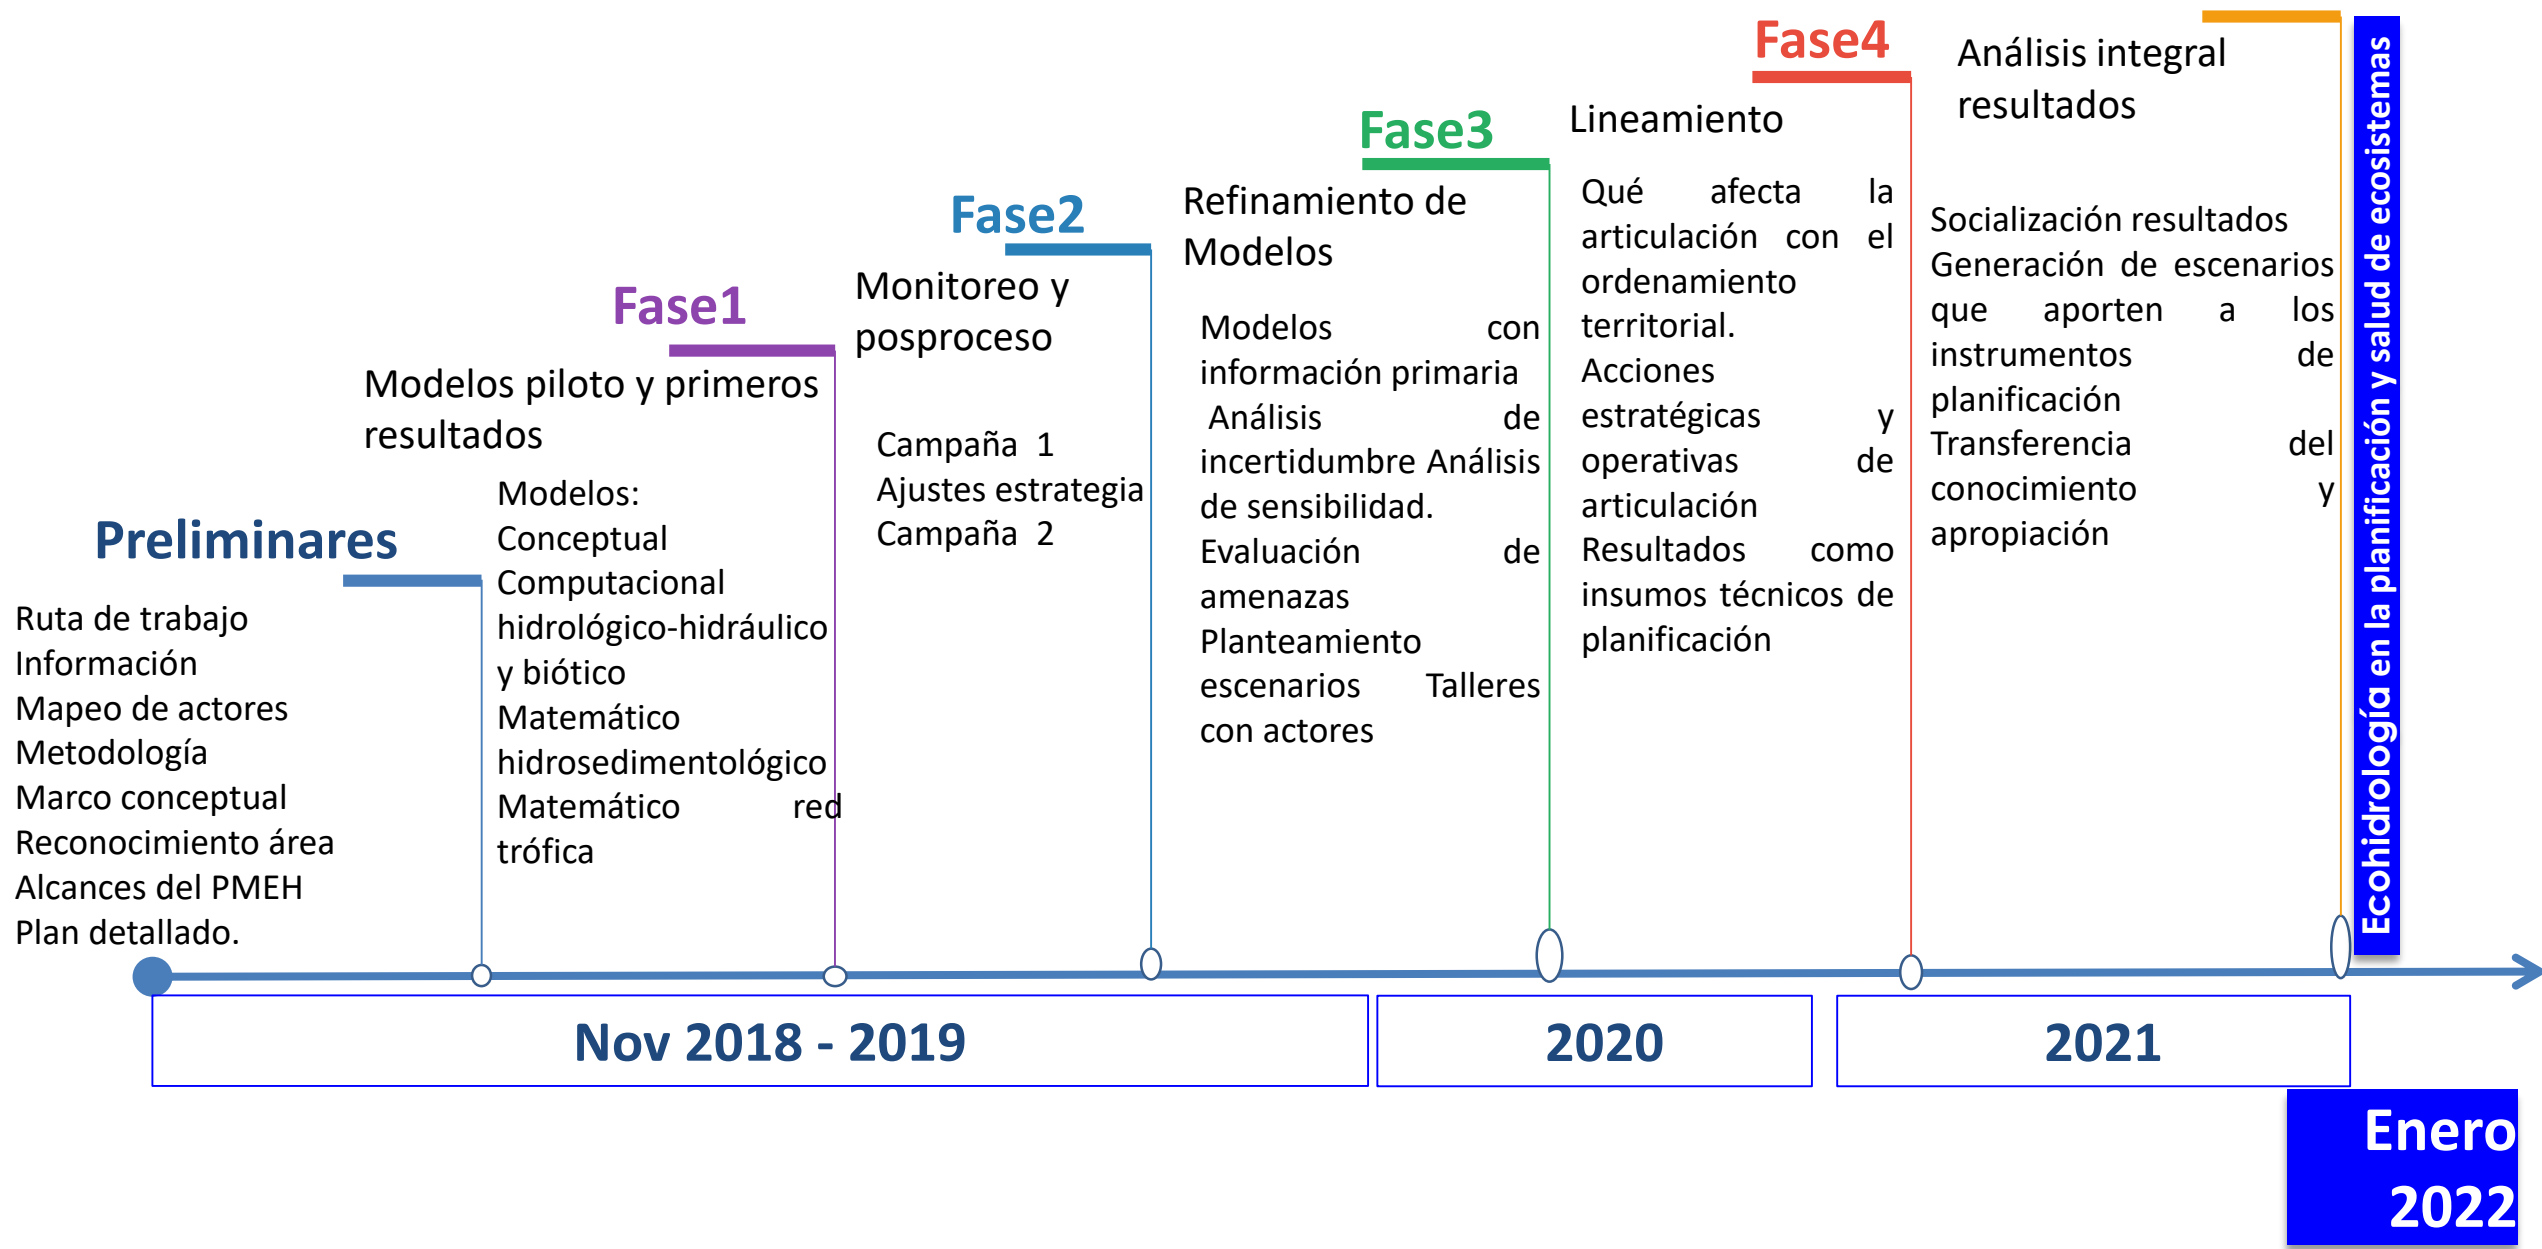 Preliminares
Ruta de trabajo
Información
Mapeo de actores
Metodología
Marco conceptual
Reconocimiento área
Alcances del PMEH
Plan detallado.
Fase1
Modelos piloto y primeros
resultados
Modelos:
Conceptual
Computacional
hidrológico-hidráulico
y biótico
Matemático
hidrosedimentológico
Matemático red
trófica
Fase2
Monitoreo y
posproceso
Campaña 1
Ajustes estrategia
Campaña 2
Fase3
Refinamiento de
Modelos
Modelos con
información primaria
Análisis de
incertidumbre Análisis
de sensibilidad.
Evaluación de
amenazas
Planteamiento
escenarios Talleres
con actores
Fase4
Lineamiento
Qué afecta la
articulación con el
ordenamiento
territorial.
Acciones
estratégicas y
operativas de
articulación
Resultados como
insumos técnicos de
planificación
Análisis integral
resultados
Socialización resultados
Generación de escenarios
que aporten a los
instrumentos de
planificación
Transferencia del
conocimiento y
apropiación
Ecohidrología en la planificación y salud de ecosistemas
Nov 2018 - 2019
2020
2021
Enero
2022